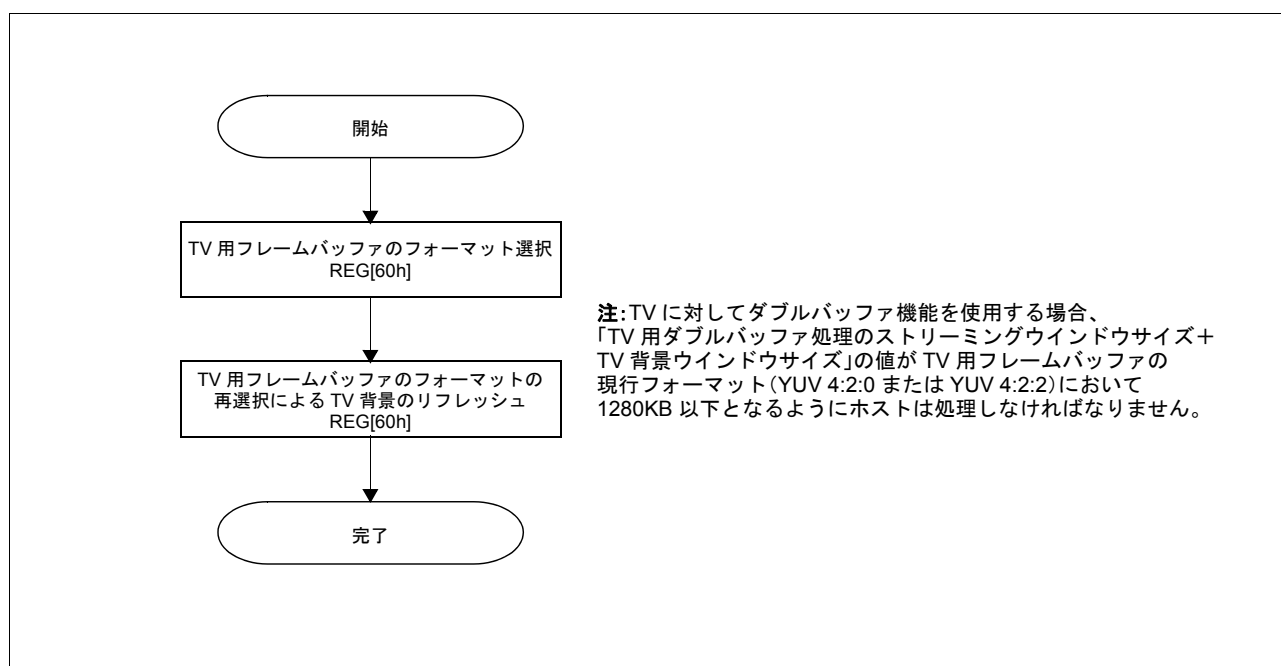 開始
TV 用フレームバッファのフォーマット選択
REG[60h]
TV 用フレームバッファのフォーマットの
再選択による TV 背景のリフレッシュ
REG[60h]
完了
注:TV に対してダブルバッファ機能を使用する場合、
「TV 用ダブルバッファ処理のストリーミングウインドウサイズ＋
TV 背景ウインドウサイズ」の値が TV 用フレームバッファの
現行フォーマット(YUV 4:2:0 または YUV 4:2:2)において
1280KB 以下となるようにホストは処理しなければなりません。